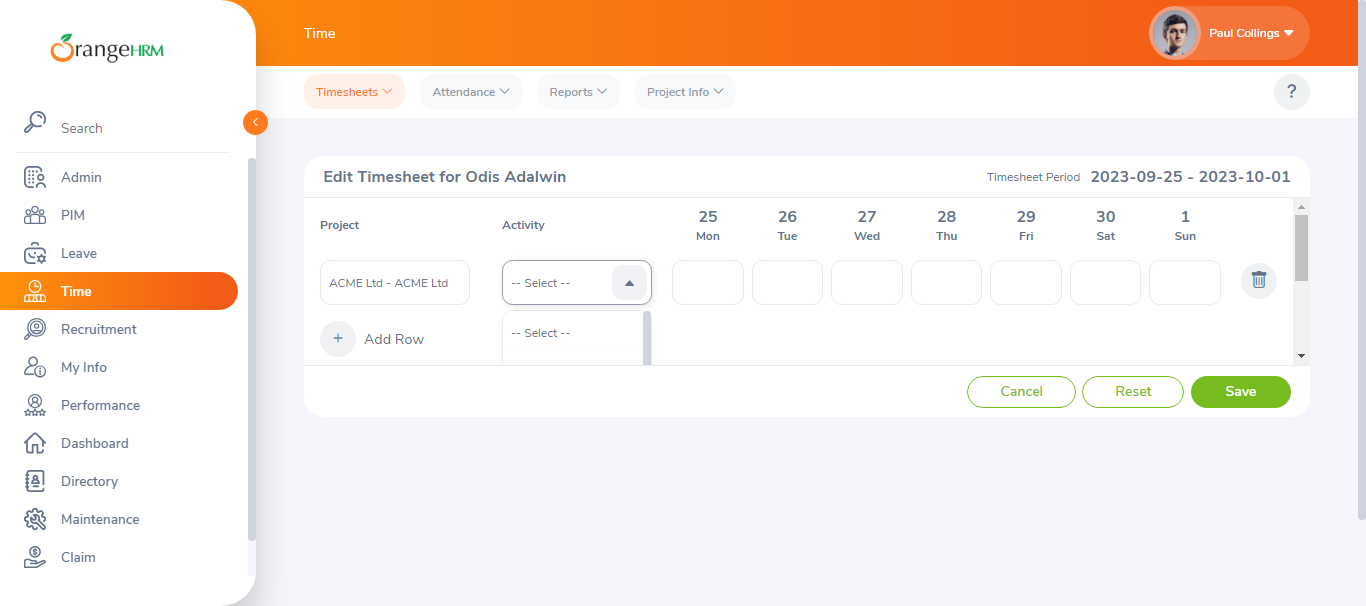 OrangeHRM
Time
Paul Collings
Timesheets
Attendance
Reports
Project Info
?
Search
Admin
PIM
Leave
Time
Recruitment
My Info
Performance
Dashboard
Directory
Maintenance
Claim
Edit Timesheet for Odis Adalwin
Timesheet Period 2023-09-25 - 2023-10-01
Project
Activity
25 Mon
26 Tue
27 Wed
28 Thu
29 Fri
30 Sat
1 Sun
ACME Ltd - ACME Ltd
-- Select --
-- Select --
+ Add Row
Cancel
Reset
Save